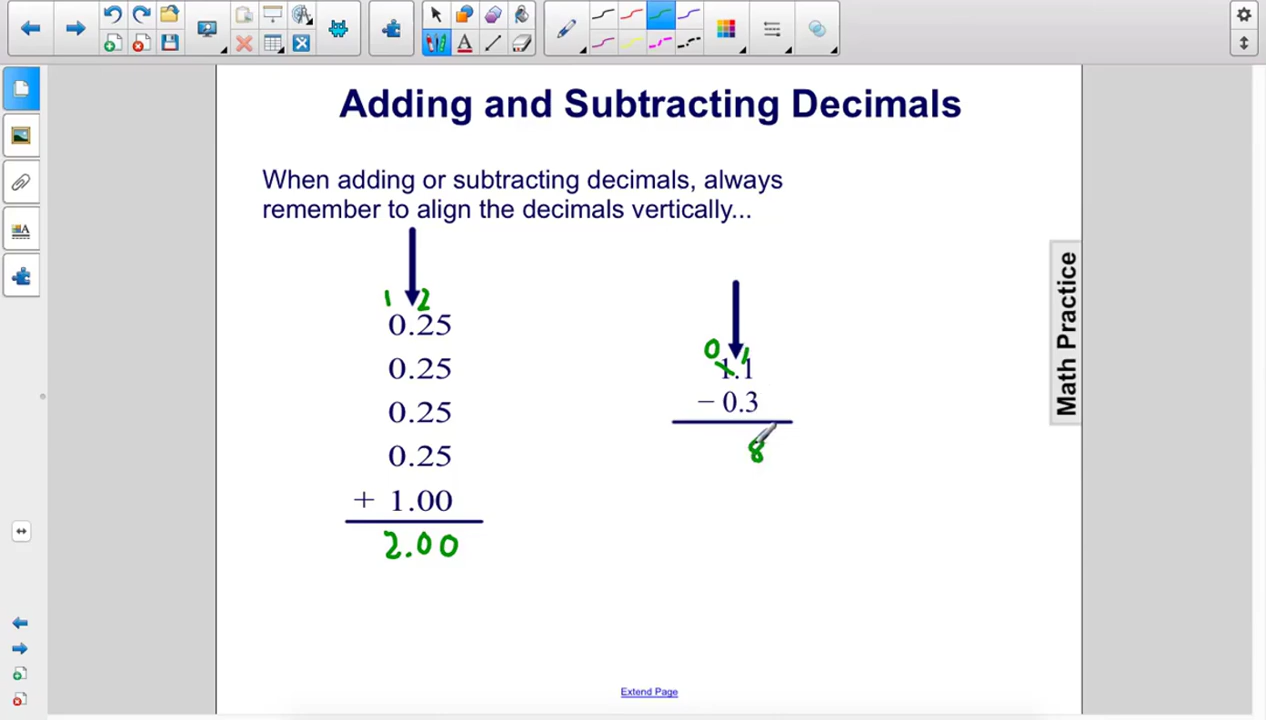 Adding and Subtracting Decimals
When adding or subtracting decimals, always
remember to align the decimals vertically...
1 2
0.25
0.25
0.25
0.25
+ 1.00
2.00
0 1
1.1
− 0.3
8
Math Practice
Extend Page